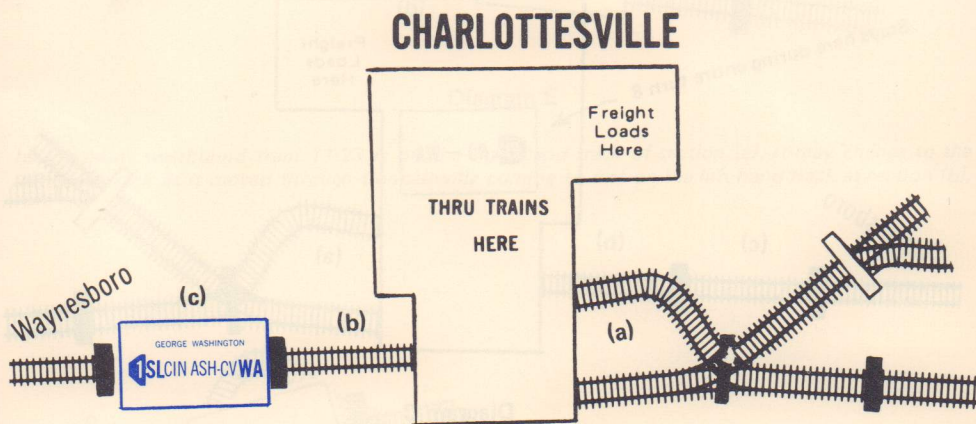 CHARLOTTESVILLE
Freight
Loads
Here
THRU TRAINS
HERE
Waynesboro
(c)
(b)
(a)
GEORGE WASHINGTON
1SLCIN ASH-CVWA